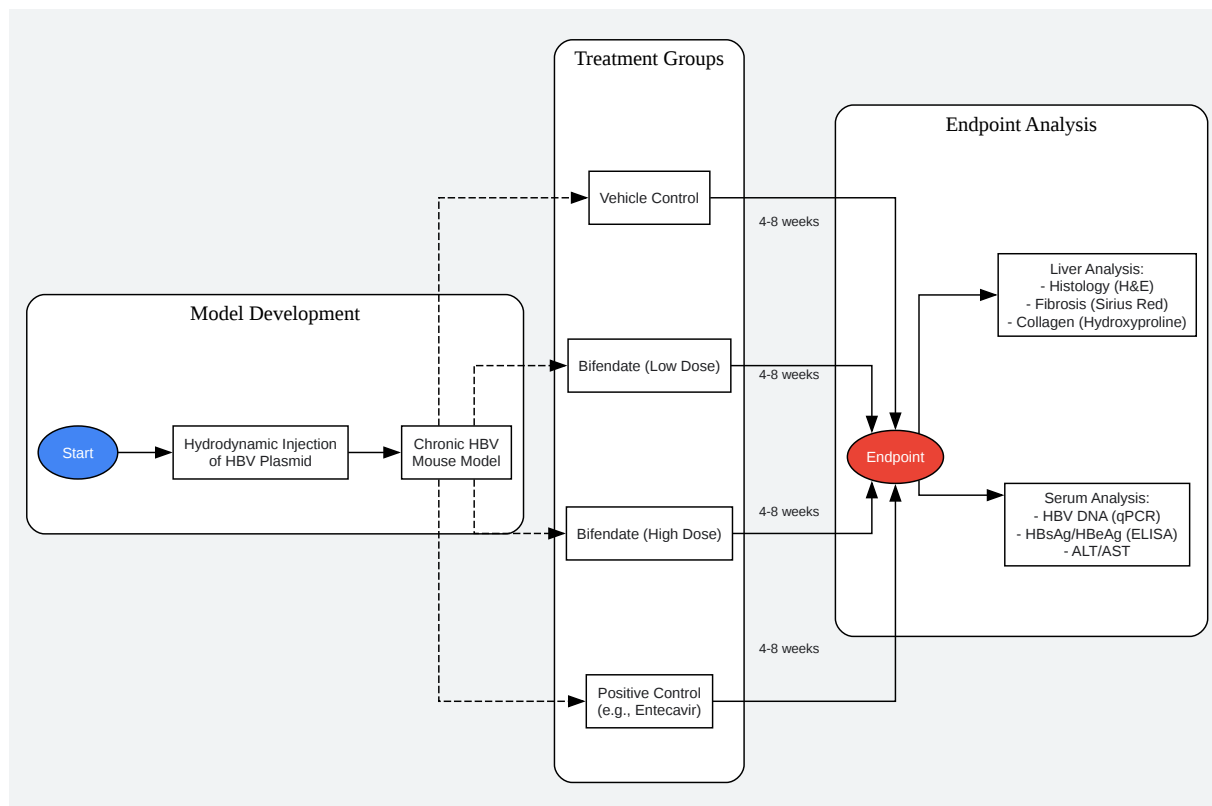 Model Development
Start
Hydrodynamic Injection
of HBV Plasmid
Chronic HBV
Mouse Model
Treatment Groups
Vehicle Control
Bifendate (Low Dose)
Bifendate (High Dose)
Positive Control
(e.g., Entecavir)
4-8 weeks
4-8 weeks
4-8 weeks
4-8 weeks
Endpoint Analysis
Endpoint
Liver Analysis:
- Histology (H&E)
- Fibrosis (Sirius Red)
- Collagen (Hydroxyproline)
Serum Analysis:
- HBV DNA (qPCR)
- HBsAg/HBeAg (ELISA)
- ALT/AST